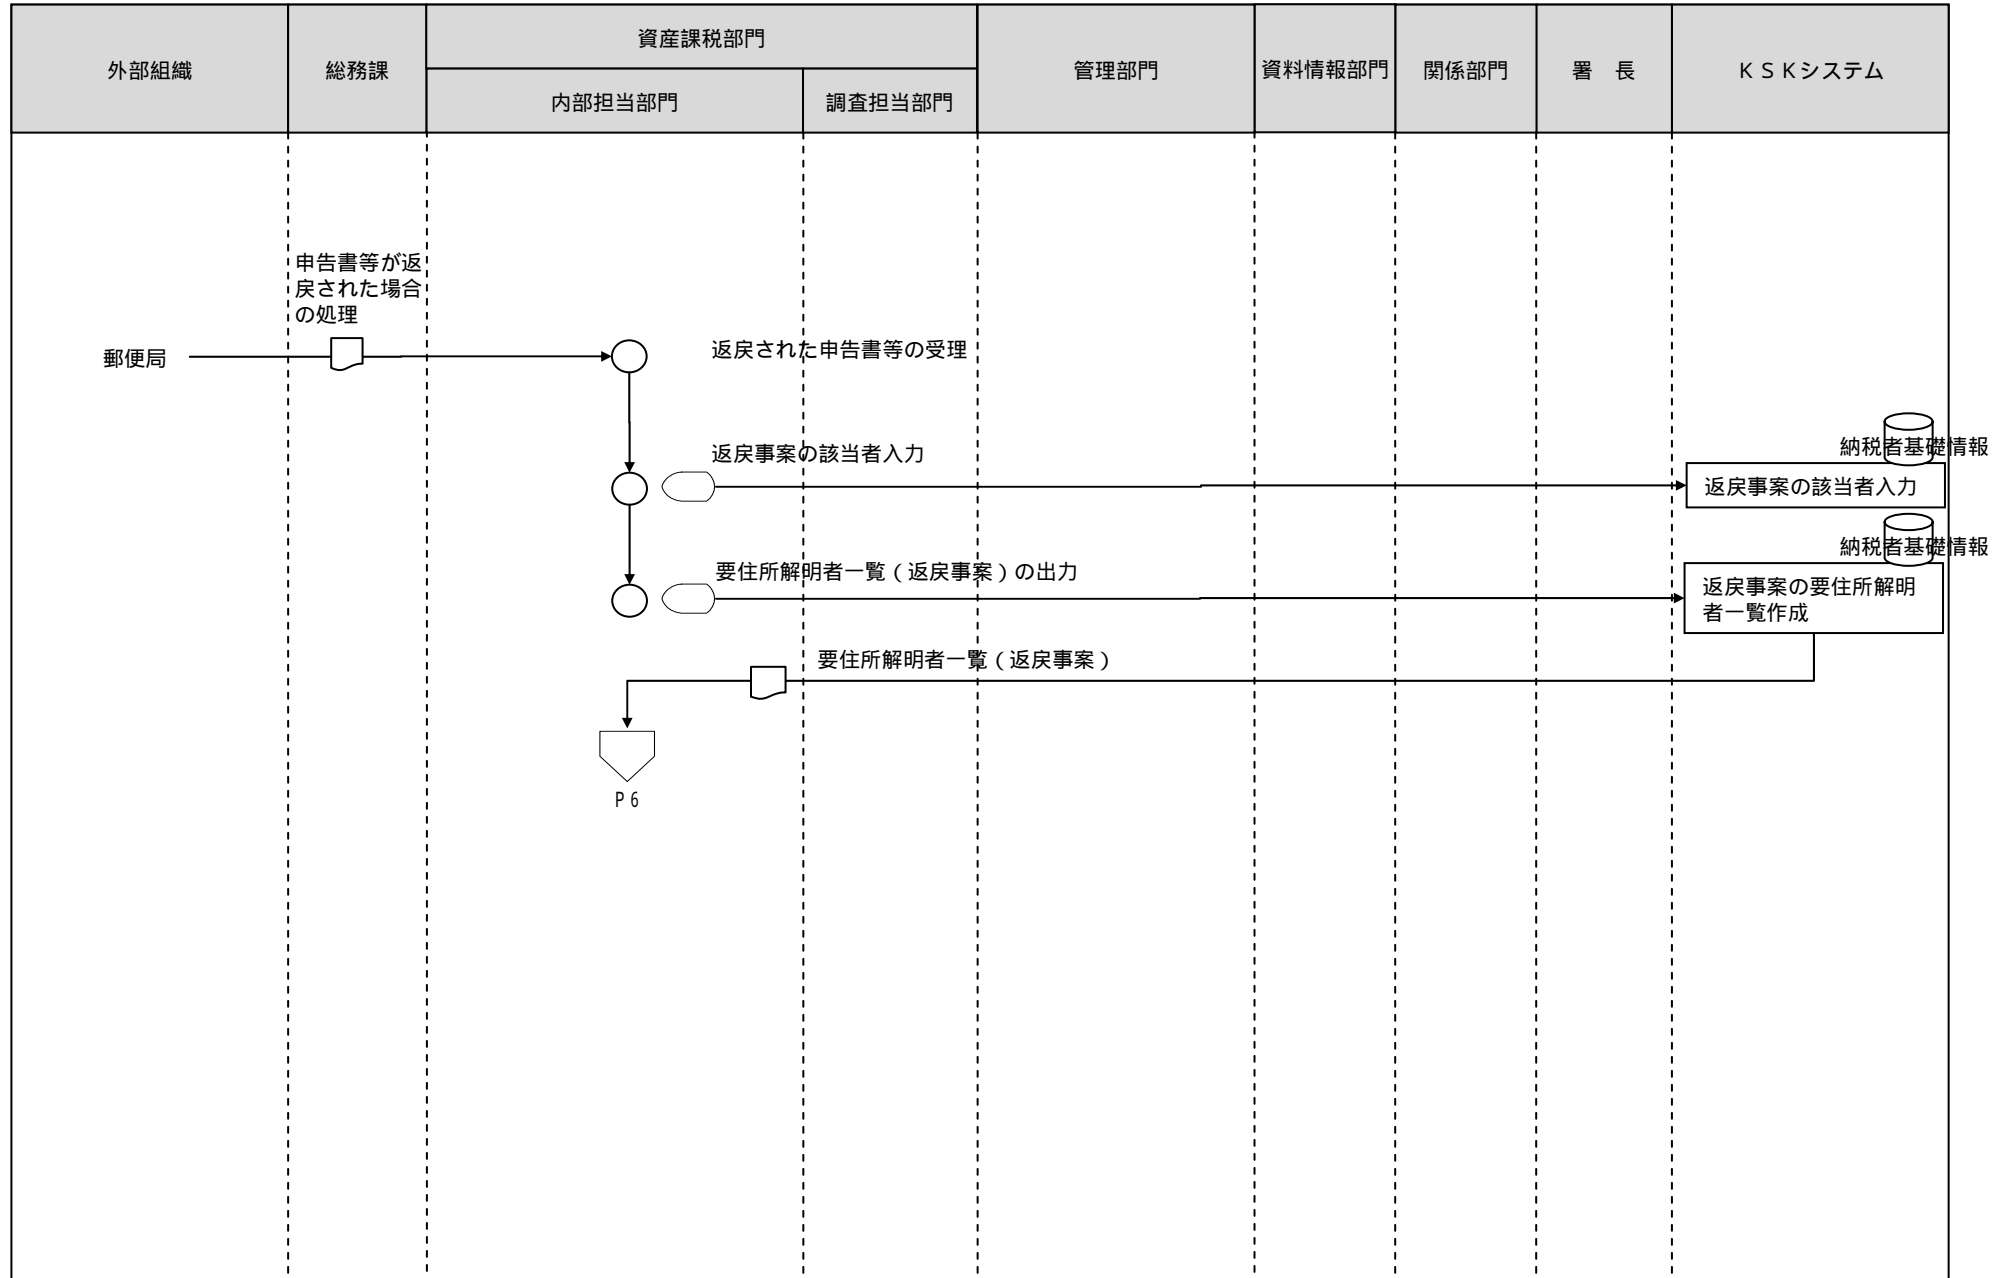 外部組織
総務課
資産課税部門
内部担当部門
調査担当部門
管理部門
資料情報部門
関係部門
署　長
ＫＳＫシステム
申告書等が返
戻された場合
の処理
郵便局
返戻された申告書等の受理
返戻事案の該当者入力
納税者基礎情報
返戻事案の該当者入力
納税者基礎情報
要住所解明者一覧（返戻事案）の出力
返戻事案の要住所解明
者一覧作成
要住所解明者一覧（返戻事案）
Ｐ６